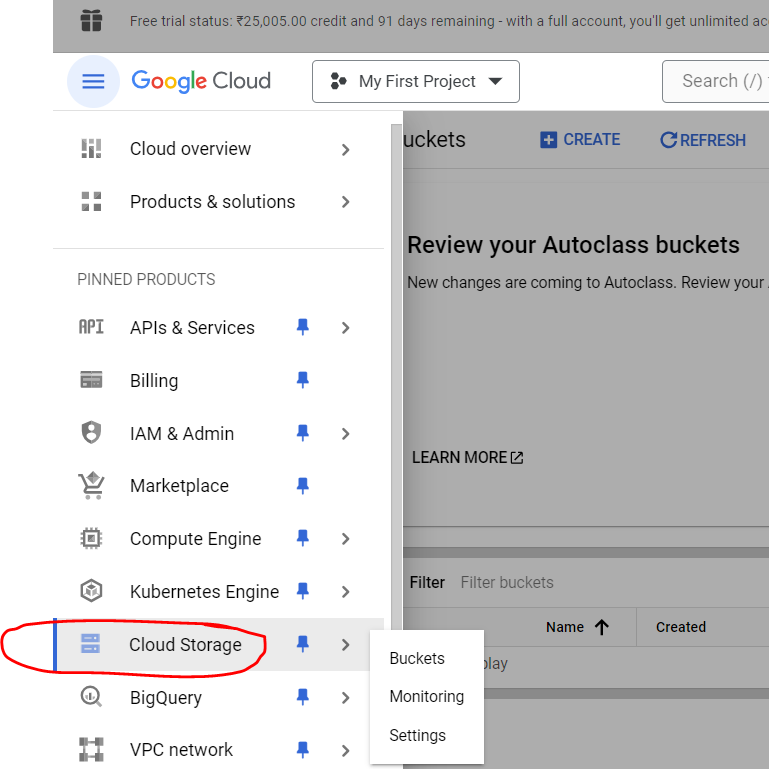 Free trial status: ₹25,005.00 credit and 91 days remaining - with a full account, you'll get unlimited
Google Cloud
My First Project
Search (/)
Cloud overview
Products & solutions
PINNED PRODUCTS
API APIs & Services
Billing
IAM & Admin
Marketplace
Compute Engine
Kubernetes Engine
Cloud Storage
BigQuery
VPC network
uckets
CREATE
REFRESH
Review your Autoclass buckets
New changes are coming to Autoclass. Review your
LEARN MORE
Filter Filter buckets
Name Created
play
Buckets
Monitoring
Settings